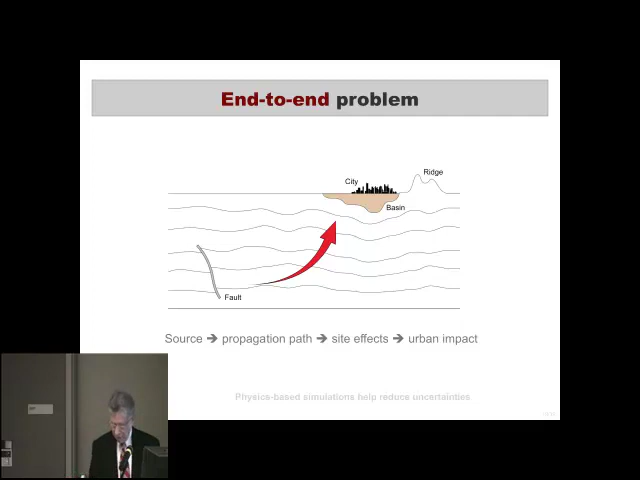 End-to-end problem
City
Ridge
Basin
Fault
Source ➔ propagation path ➔ site effects ➔ urban impact
Physics-based simulations help reduce uncertainties